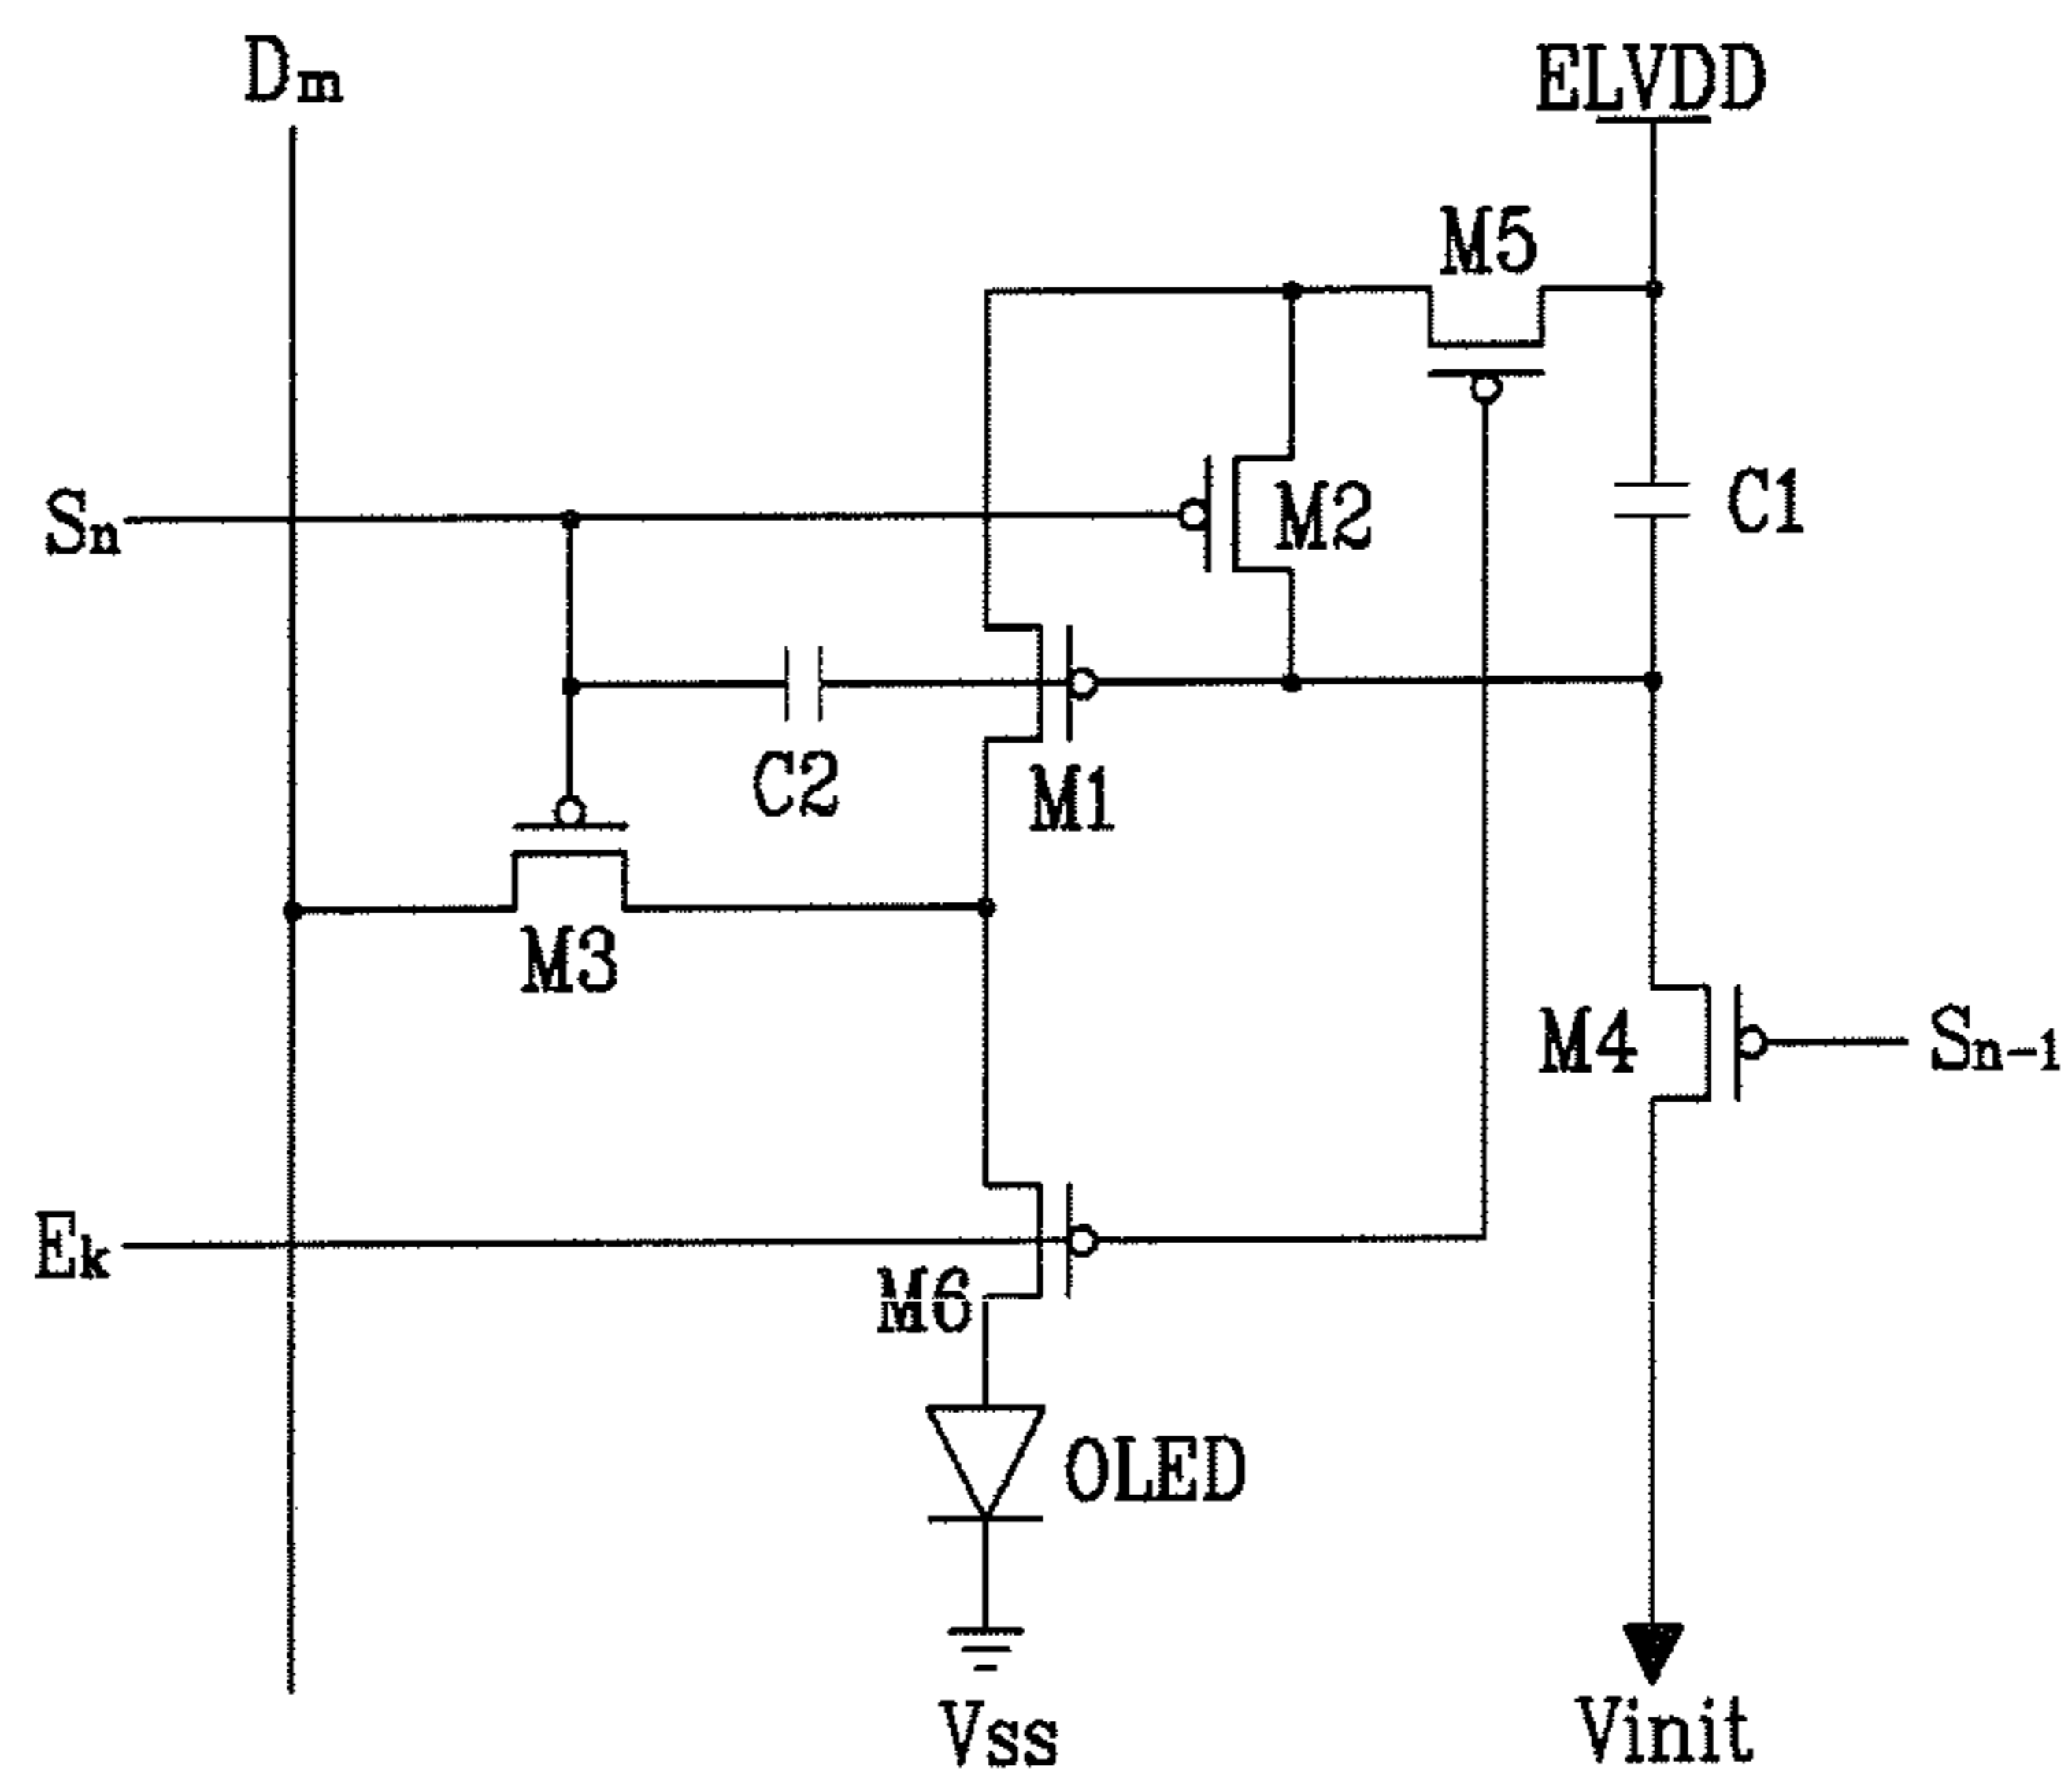 Dm
ELVDD
M5
Sn
M2
C1
C2
M1
M3
M4
Sn-1
Ek
M6
OLED
Vss
Vinit